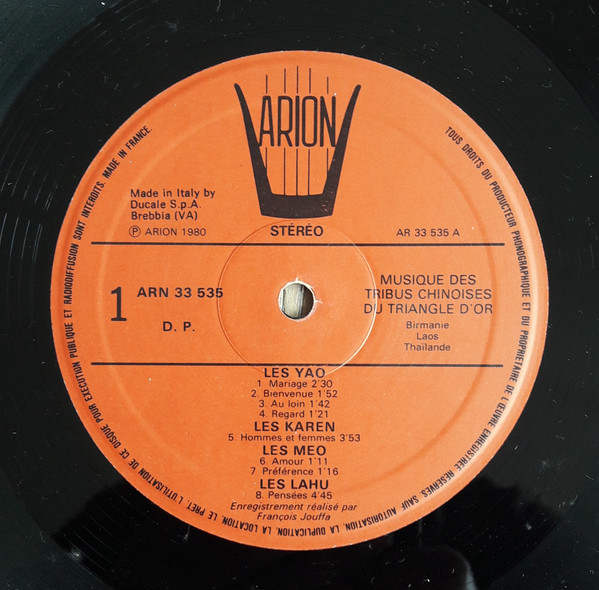 ARION
Made in Italy by
Ducale S.p.A.
Brebbia (VA)
Ⓟ ARION 1980
STÉRÉO
AR 33 535 A
1
ARN 33 535
D. P.
MUSIQUE DES
TRIBUS CHINOISES
DU TRIANGLE D'OR
Birmanie
Laos
Thaïlande
LES YAO
1 Mariage 2'30
2. Bienvenue 1'52
3. Au loin 1'42
4. Regard 1'21
LES KAREN
5. Hommes et femmes 3'53
LES MEO
6. Amour 1'11
7. Préférence 1'16
LES LAHU
8. Pensées 4'45
Enregistrement réalisé par
François Jouffa
TOUS DROITS DU PRODUCTEUR PHONOGRAPHIQUE ET DU PROPRIETAIRE DE L'ŒUVRE ENREGISTREE RESERVES. SAUF AUTORISATION, LA DUPLICATION, LA LOCATION, LE PRET, L'UTILISATION DE CE DISQUE POUR EXECUTION PUBLIQUE ET RADIODIFFUSION SONT INTERDITS. MADE IN FRANCE.